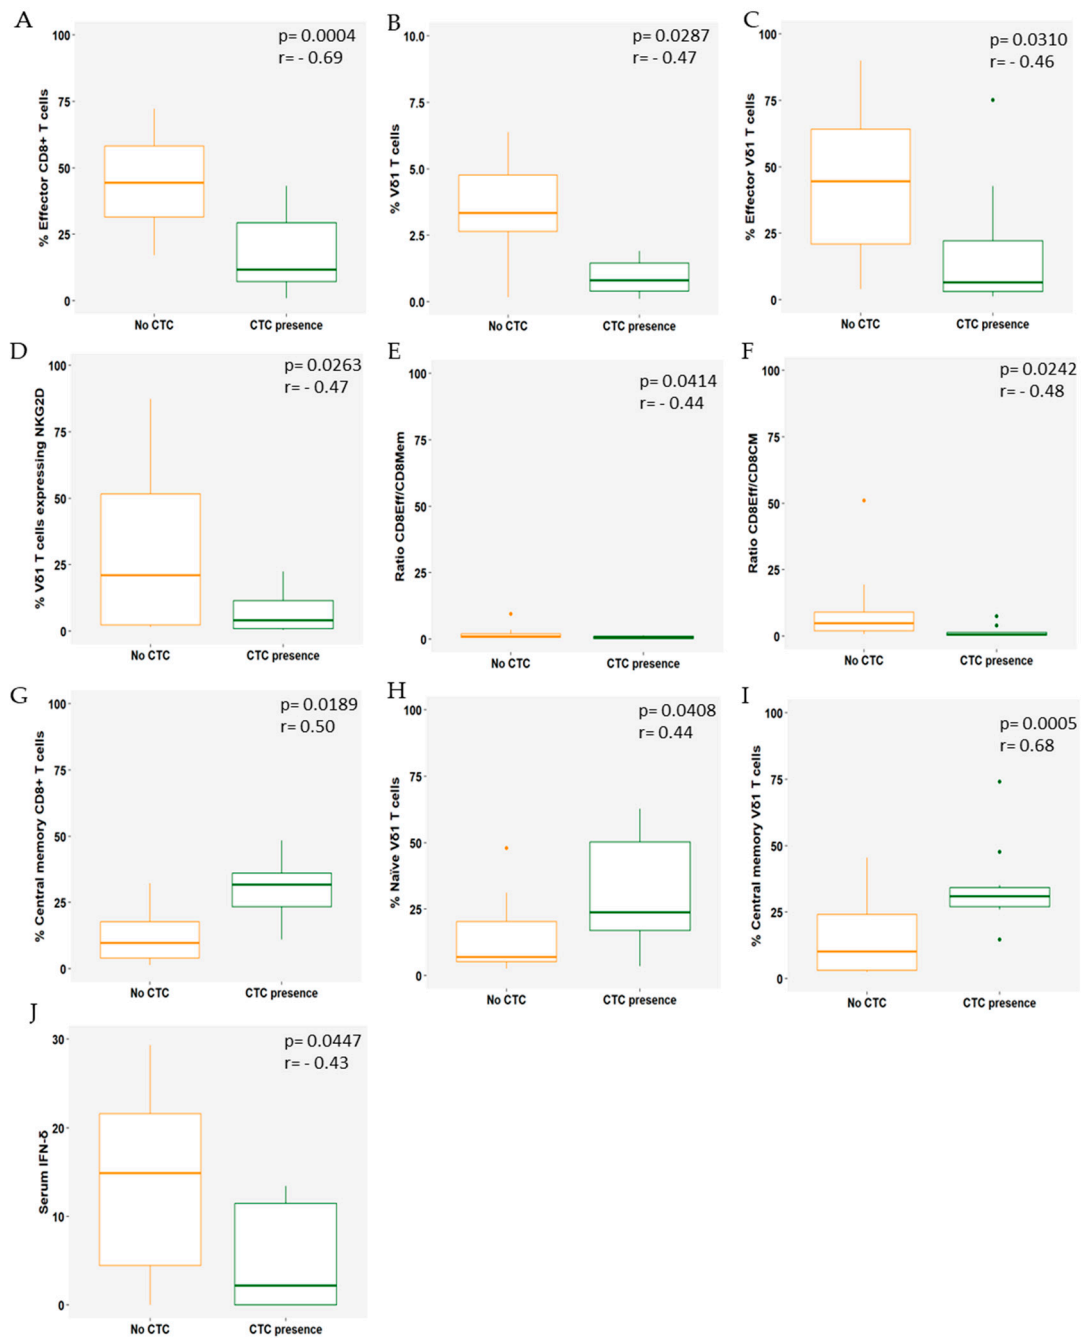 A
p= 0.0004
r= - 0.69
% Effector CD8+ T cells
100
75
50
25
0
No CTC
CTC presence
B
p= 0.0287
r= - 0.47
% Vδ1 T cells
10.0
7.5
5.0
2.5
0.0
No CTC
CTC presence
C
p= 0.0310
r= - 0.46
% Effector Vδ1 T cells
100
75
50
25
0
No CTC
CTC presence
D
p= 0.0263
r= - 0.47
% Vδ1 T cells expressing NKG2D
100
75
50
25
0
No CTC
CTC presence
E
p= 0.0414
r= - 0.44
Ratio CD8Eff/CD8Mem
100
75
50
25
0
No CTC
CTC presence
F
p= 0.0242
r= - 0.48
Ratio CD8Eff/CD8CM
100
75
50
25
0
No CTC
CTC presence
G
p= 0.0189
r= 0.50
% Central memory CD8+ T cells
100
75
50
25
0
No CTC
CTC presence
H
p= 0.0408
r= 0.44
% Naïve Vδ1 T cells
100
75
50
25
0
No CTC
CTC presence
I
p= 0.0005
r= 0.68
% Central memory Vδ1 T cells
100
75
50
25
0
No CTC
CTC presence
J
p= 0.0447
r= - 0.43
Serum IFN-δ
30
20
10
0
No CTC
CTC presence